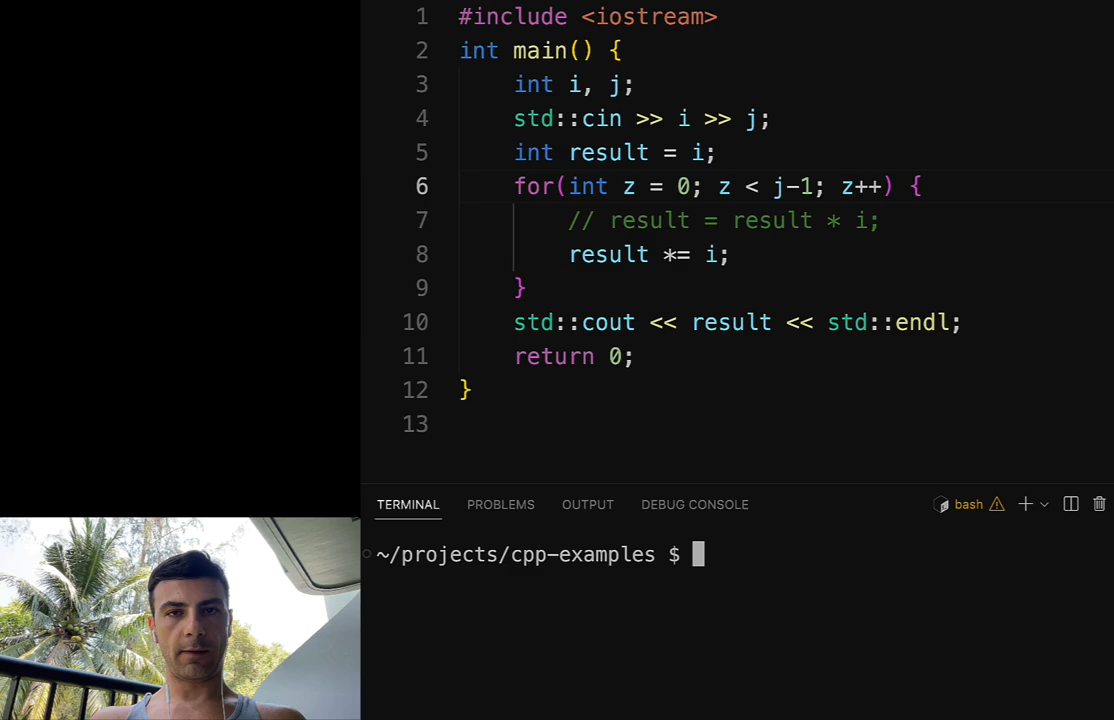 1 #include <iostream>
2 int main() {
3 int i, j;
4 std::cin >> i >> j;
5 int result = i;
6 for(int z = 0; z < j-1; z++) {
7 // result = result * i;
8 result *= i;
9 }
10 std::cout << result << std::endl;
11 return 0;
12 }
13
TERMINAL PROBLEMS OUTPUT DEBUG CONSOLE bash
~/projects/cpp-examples $